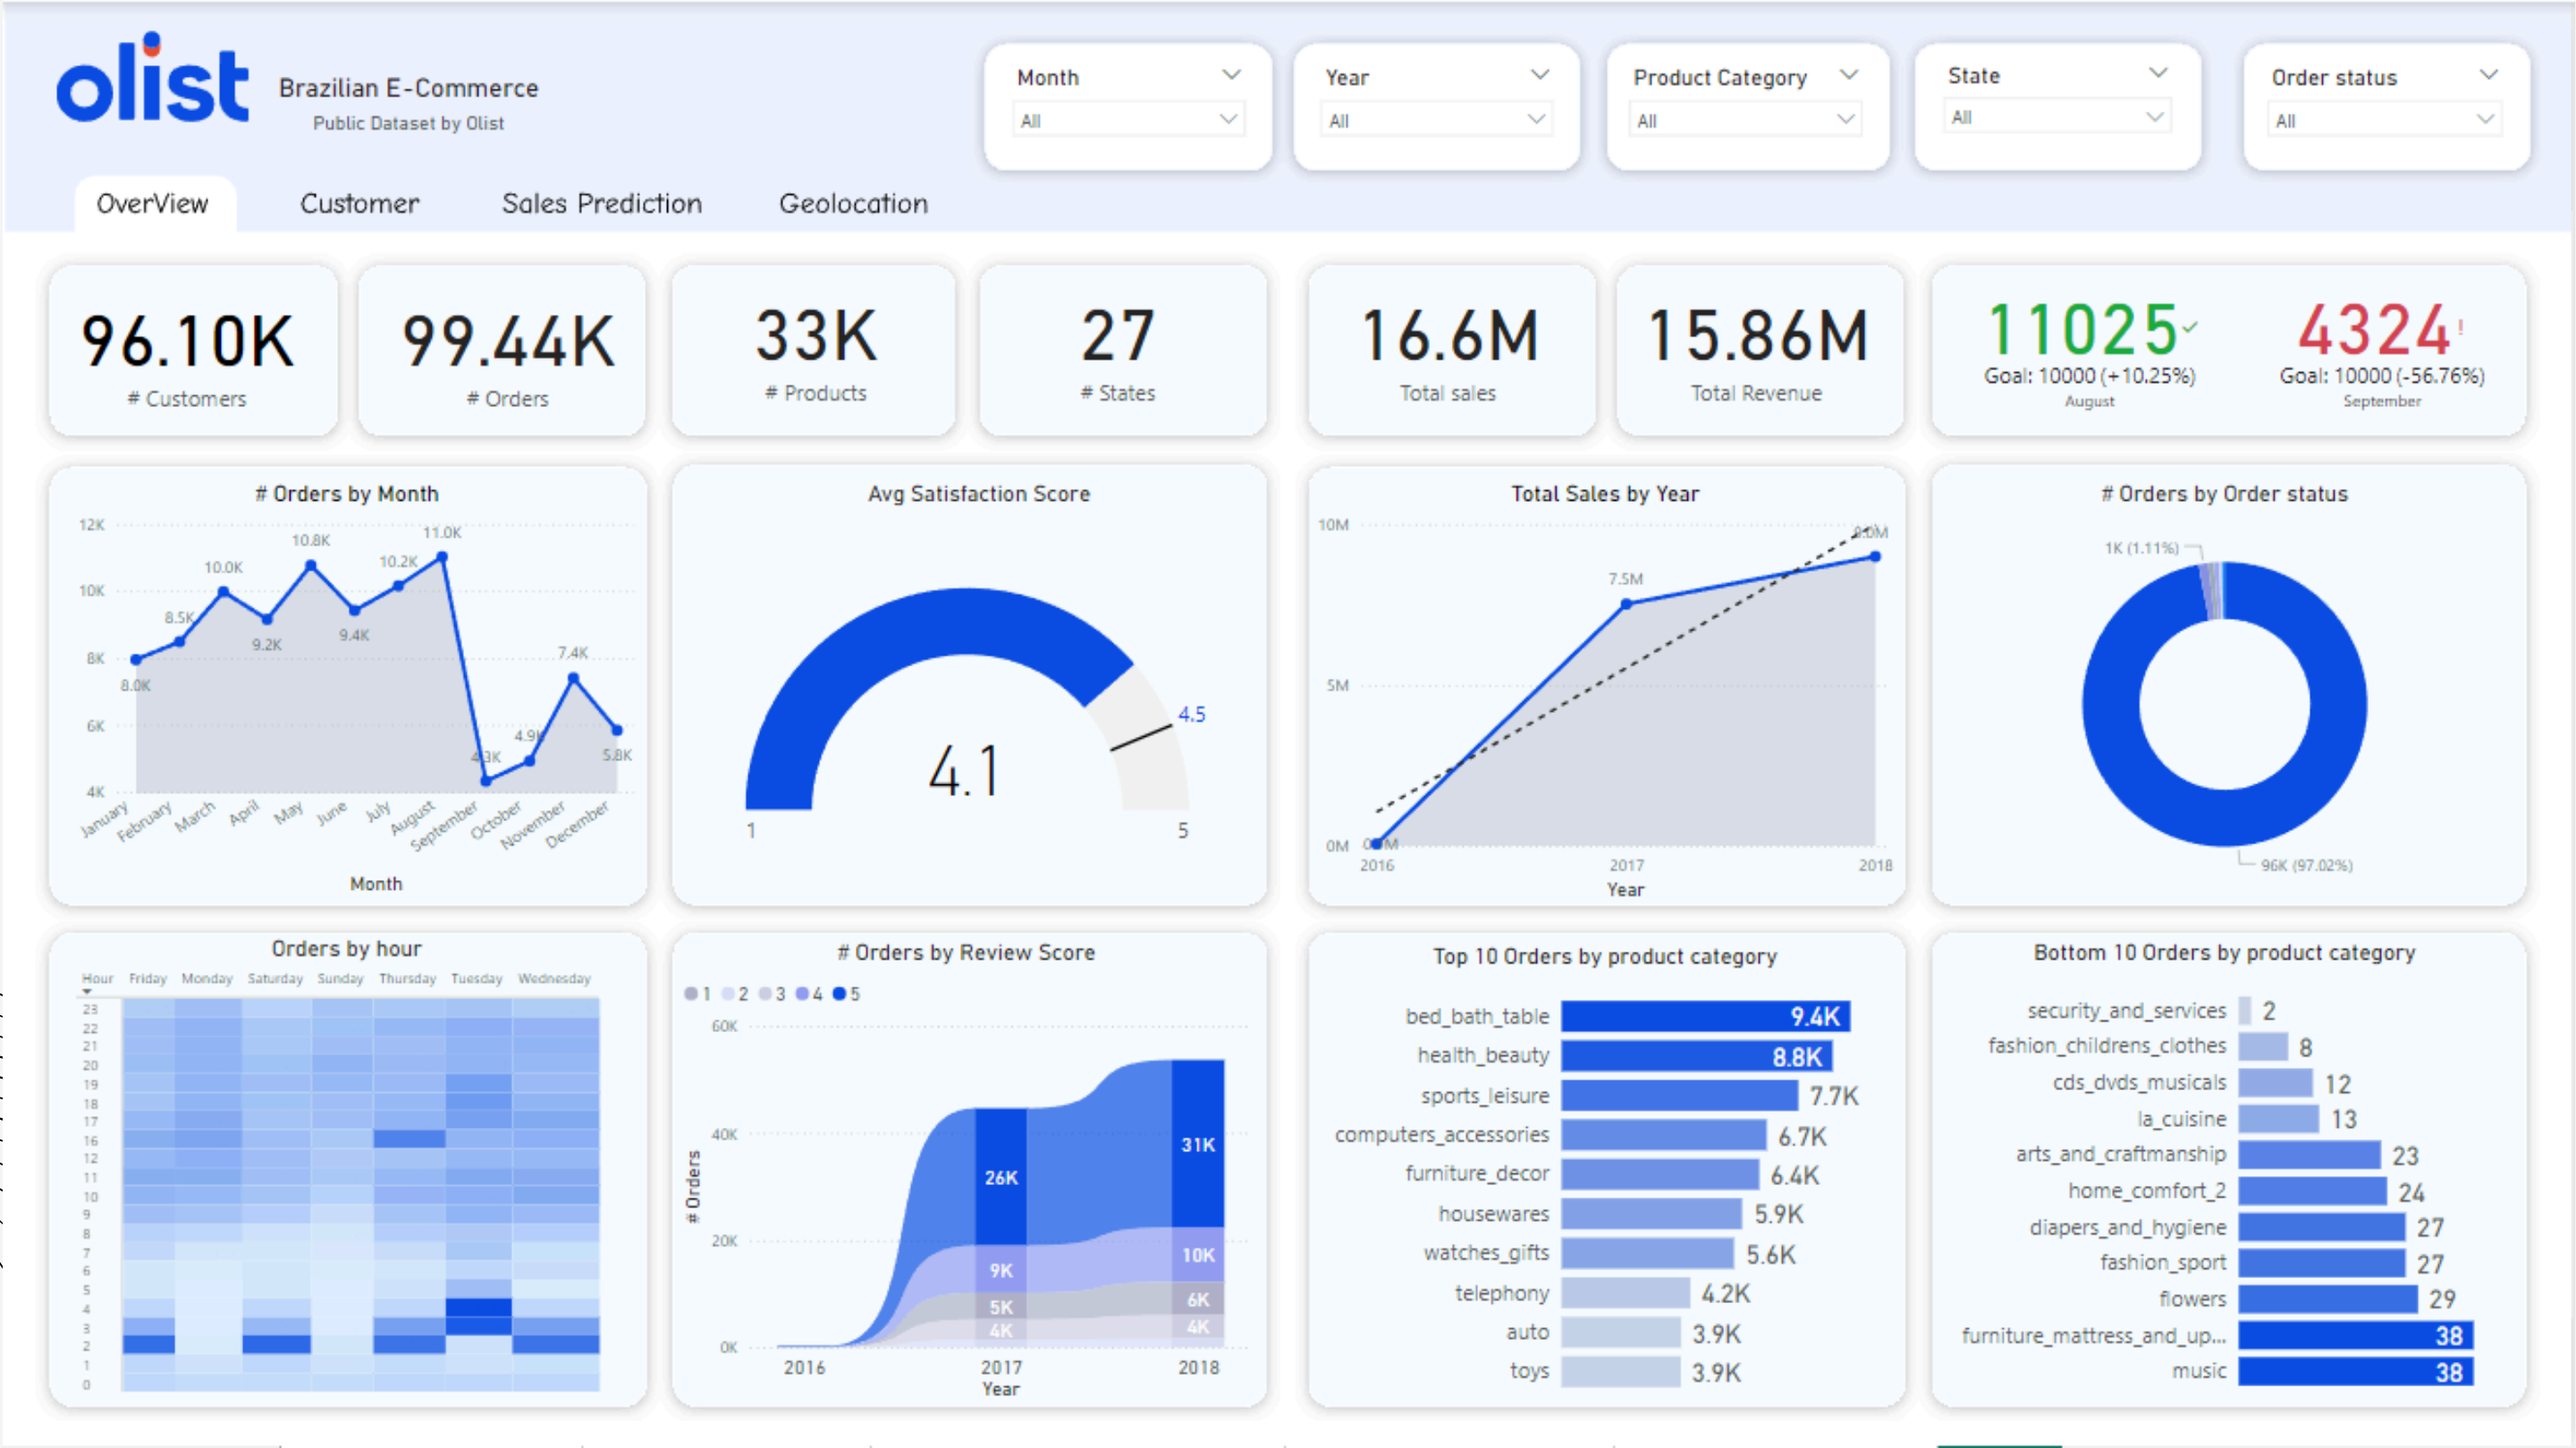 olist
Brazilian E-Commerce
Public Dataset by Olist
Month
All
Year
All
Product Category
All
State
All
Order status
All
OverView
Customer
Sales Prediction
Geolocation
96.10K
# Customers
99.44K
# Orders
33K
# Products
27
# States
16.6M
Total sales
15.86M
Total Revenue
11025
Goal: 10000 (+10.25%)
August
4324!
Goal: 10000 (-56.76%)
September
# Orders by Month
12K
10K
8K
6K
4K
8.0K
8.5K
10.0K
9.2K
10.8K
9.4K
10.2K
11.0K
4.3K
4.9K
7.4K
5.8K
January
February
March
April
May
June
July
August
September
October
November
December
Month
Avg Satisfaction Score
4.5
4.1
1
5
Total Sales by Year
10M
5M
0M
7.5M
9.0M
2016
2017
2018
Year
# Orders by Order status
1K (1.11%)
96K (97.02%)
Orders by hour
Hour Friday Monday Saturday Sunday Thursday Tuesday Wednesday
23
22
21
20
19
18
17
16
12
11
10
9
8
7
6
5
4
3
2
1
0
# Orders by Review Score
1 2 3 4 5
60K
40K
20K
0K
# Orders
26K
9K
5K
4K
31K
10K
6K
4K
2016
2017
2018
Year
Top 10 Orders by product category
bed_bath_table 9.4K
health_beauty 8.8K
sports_leisure 7.7K
computers_accessories 6.7K
furniture_decor 6.4K
housewares 5.9K
watches_gifts 5.6K
telephony 4.2K
auto 3.9K
toys 3.9K
Bottom 10 Orders by product category
security_and_services 2
fashion_childrens_clothes 8
cds_dvds_musicals 12
la_cuisine 13
arts_and_craftmanship 23
home_comfort_2 24
diapers_and_hygiene 27
fashion_sport 27
flowers 29
furniture_mattress_and_up... 38
music 38